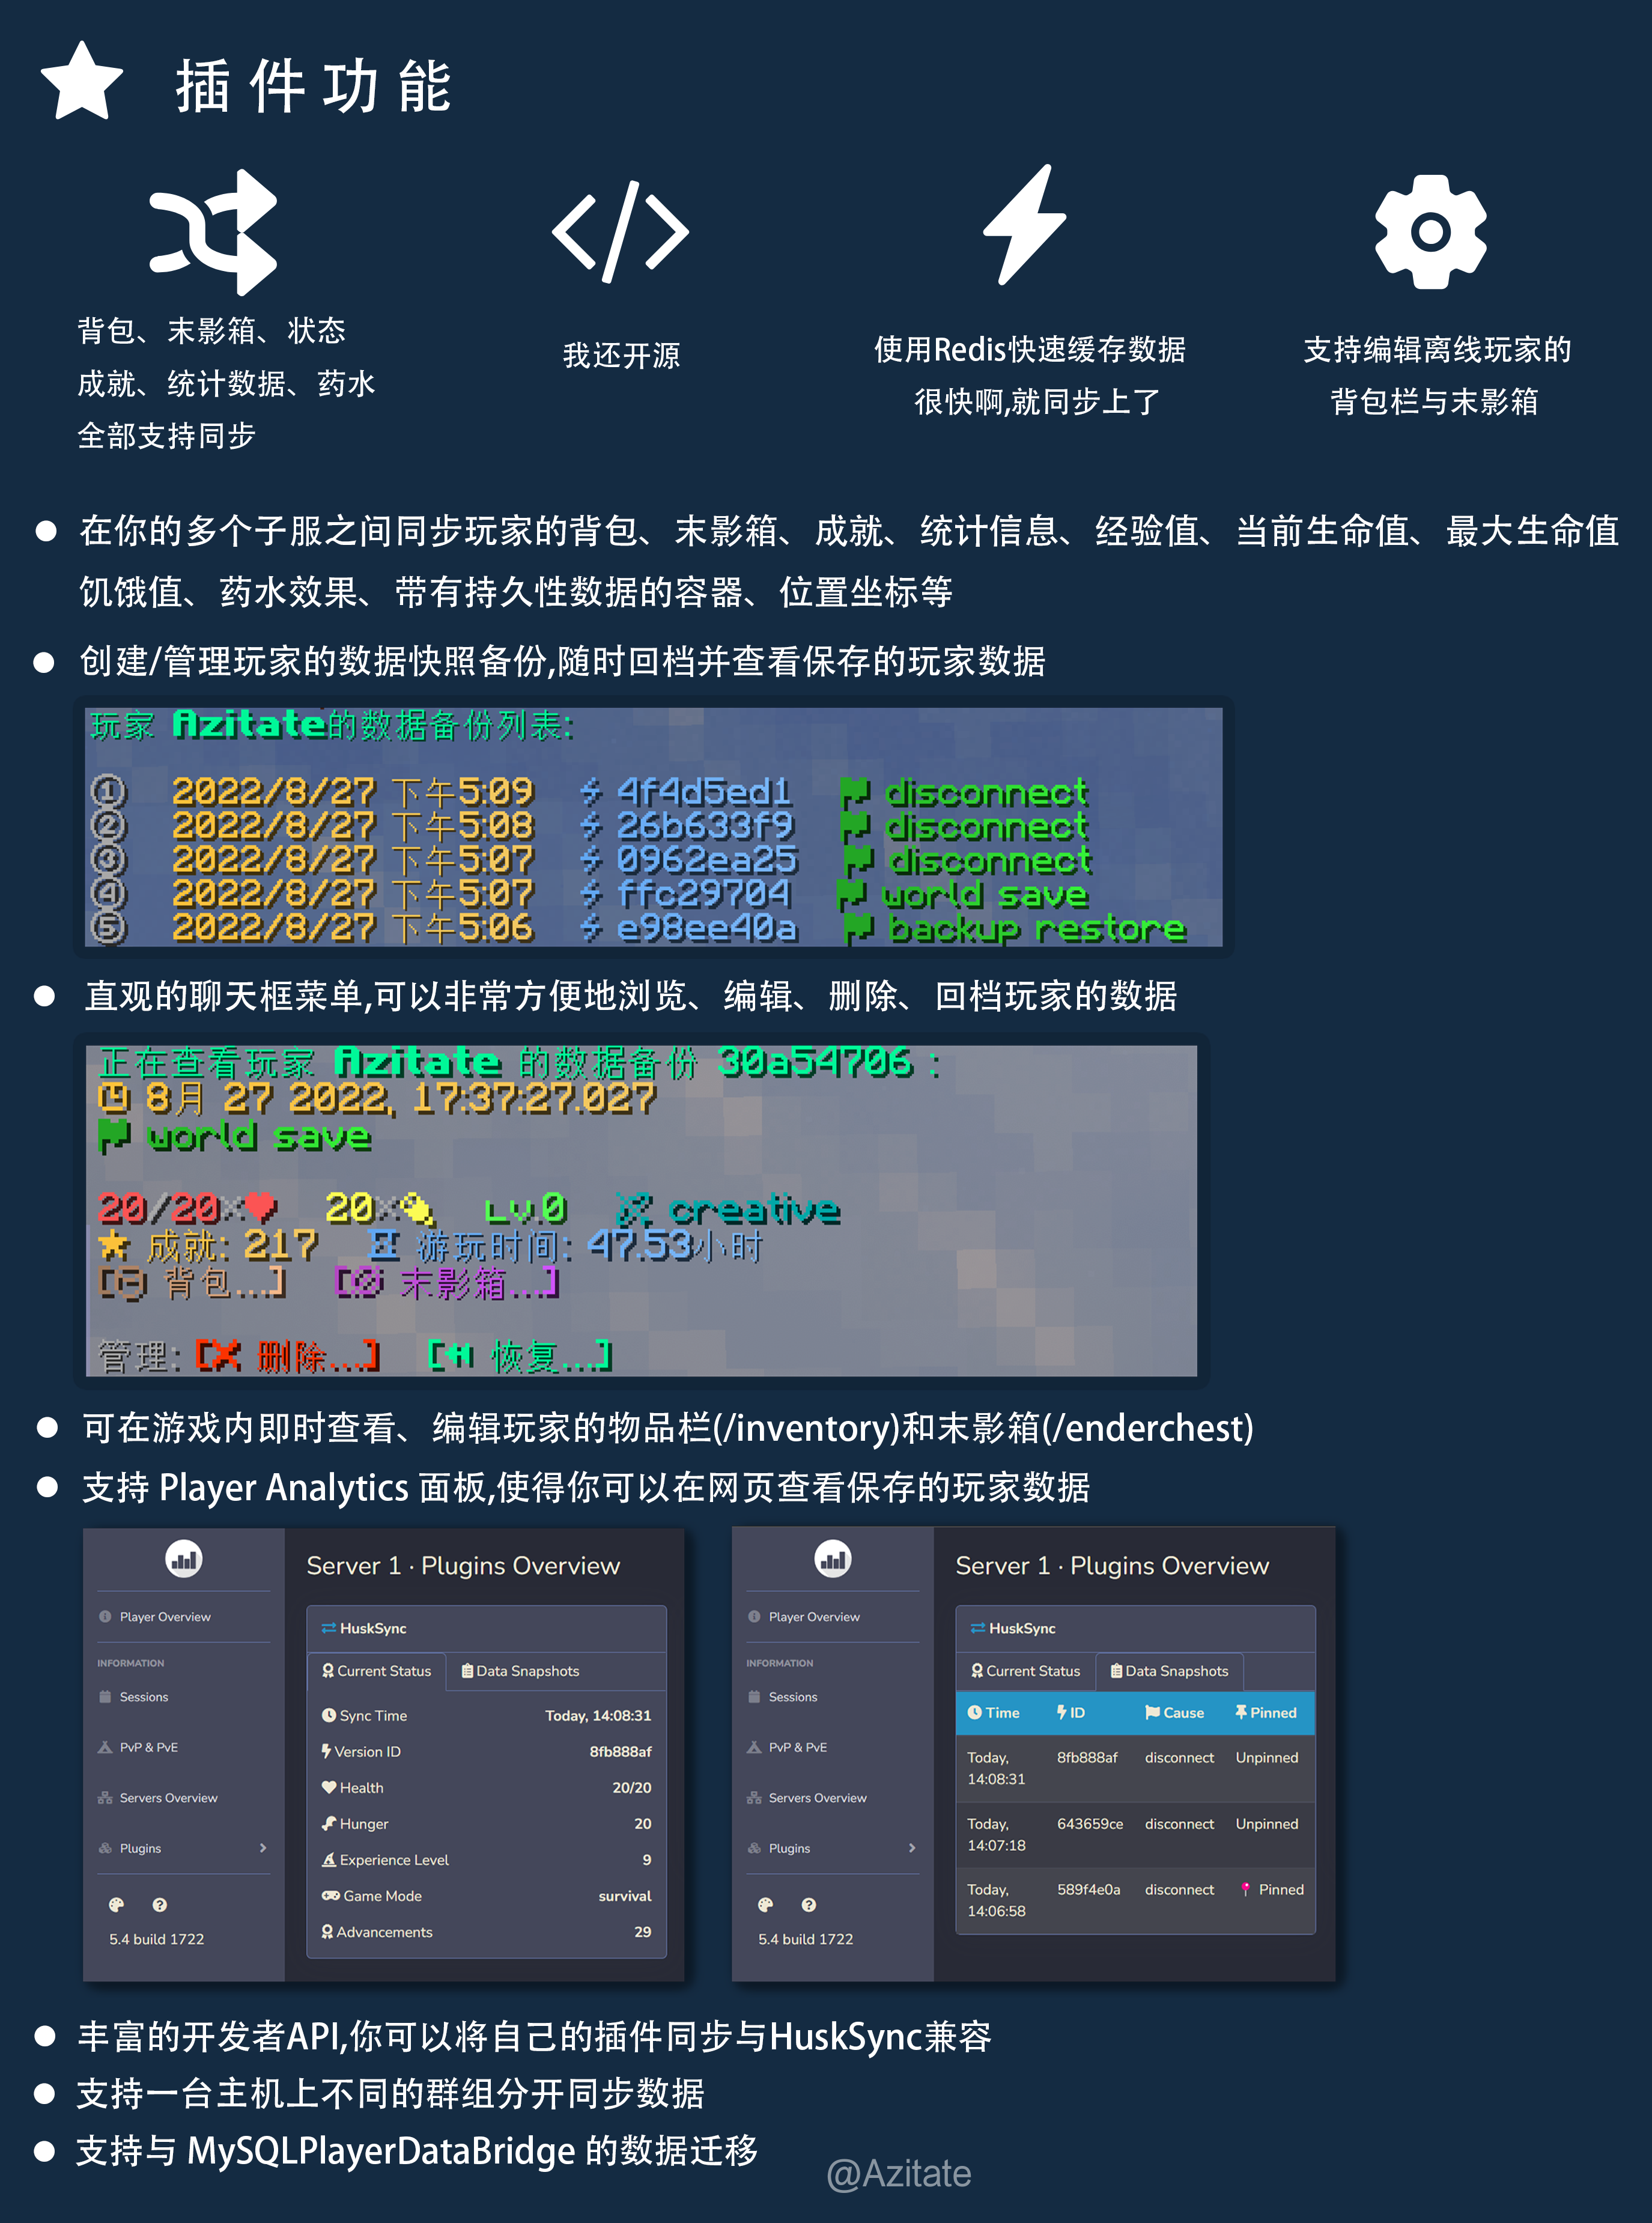 插件功能
背包、末影箱、状态
成就、统计数据、药水
全部支持同步
我还开源
使用Redis快速缓存数据
很快啊,就同步上了
支持编辑离线玩家的
背包栏与末影箱
在你的多个子服之间同步玩家的背包、末影箱、成就、统计信息、经验值、当前生命值、最大生命值
饥饿值、药水效果、带有持久性数据的容器、位置坐标等
创建/管理玩家的数据快照备份,随时回档并查看保存的玩家数据
玩家 Azitate的数据备份列表:
① 2022/8/27 下午5:09 4f4d5ed1 disconnect
② 2022/8/27 下午5:08 26b633f9 disconnect
③ 2022/8/27 下午5:07 0962ea25 disconnect
④ 2022/8/27 下午5:07 ffc29704 world save
⑤ 2022/8/27 下午5:06 e98ee40a backup restore
直观的聊天框菜单,可以非常方便地浏览、编辑、删除、回档玩家的数据
正在查看玩家 Azitate 的数据备份 30a54706 :
8月 27 2022, 17:37:27.027
world save
20/20× 20× Lv.0 creative
成就: 217 游玩时间: 47.53小时
[背包...] [末影箱...]
管理: [删除...] [恢复...]
可在游戏内即时查看、编辑玩家的物品栏(/inventory)和末影箱(/enderchest)
支持 Player Analytics 面板,使得你可以在网页查看保存的玩家数据
Player Overview
INFORMATION
Sessions
PvP & PvE
Servers Overview
Plugins
5.4 build 1722
Server 1 · Plugins Overview
HuskSync
Current Status Data Snapshots
Sync Time Today, 14:08:31
Version ID 8fb888af
Health 20/20
Hunger 20
Experience Level 9
Game Mode survival
Advancements 29
Player Overview
INFORMATION
Sessions
PvP & PvE
Servers Overview
Plugins
5.4 build 1722
Server 1 · Plugins Overview
HuskSync
Current Status Data Snapshots
Time ID Cause Pinned
Today, 8fb888af disconnect Unpinned
14:08:31
Today, 643659ce disconnect Unpinned
14:07:18
Today, 589f4e0a disconnect Pinned
14:06:58
丰富的开发者API,你可以将自己的插件同步与HuskSync兼容
支持一台主机上不同的群组分开同步数据
支持与 MySQLPlayerDataBridge 的数据迁移
@Azitate